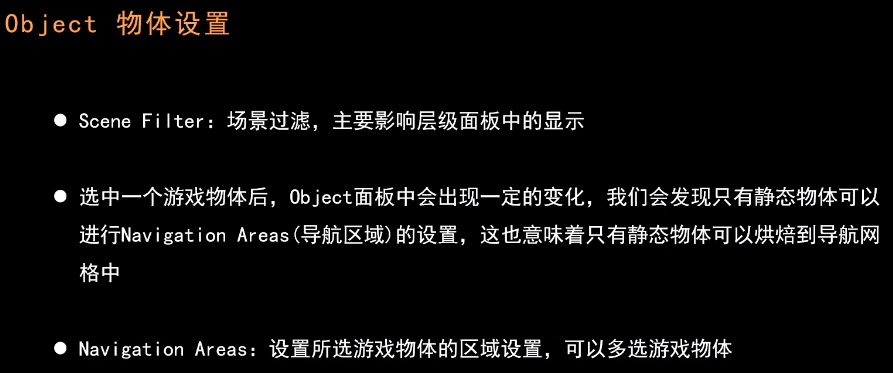 Object 物体设置
● Scene Filter：场景过滤，主要影响层级面板中的显示
● 选中一个游戏物体后，Object面板中会出现一定的变化，我们会发现只有静态物体可以
进行Navigation Areas(导航区域)的设置，这也意味着只有静态物体可以烘焙到导航网
格中
● Navigation Areas：设置所选游戏物体的区域设置，可以多选游戏物体